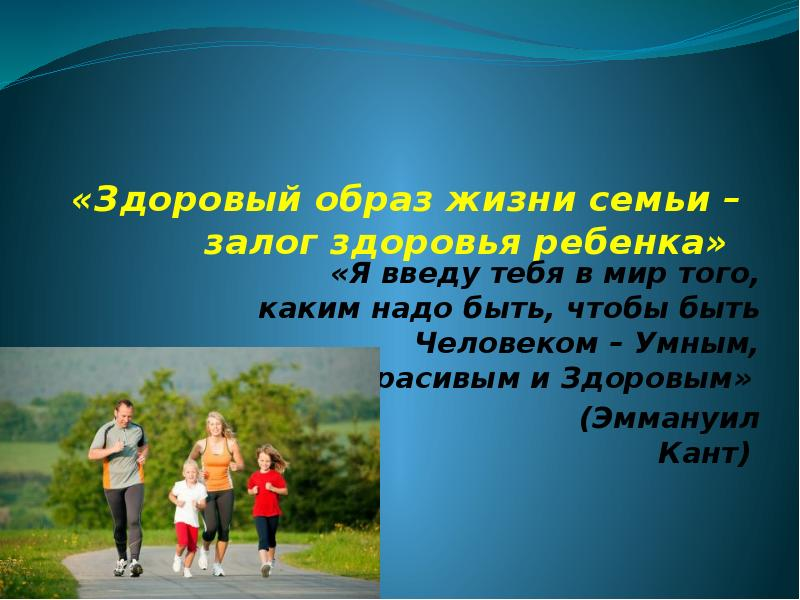 «Здоровый образ жизни семьи –
залог здоровья ребенка»
«Я введу тебя в мир того,
каким надо быть, чтобы быть
Человеком – Умным,
расивым и Здоровым»
(Эммануил
Кант)